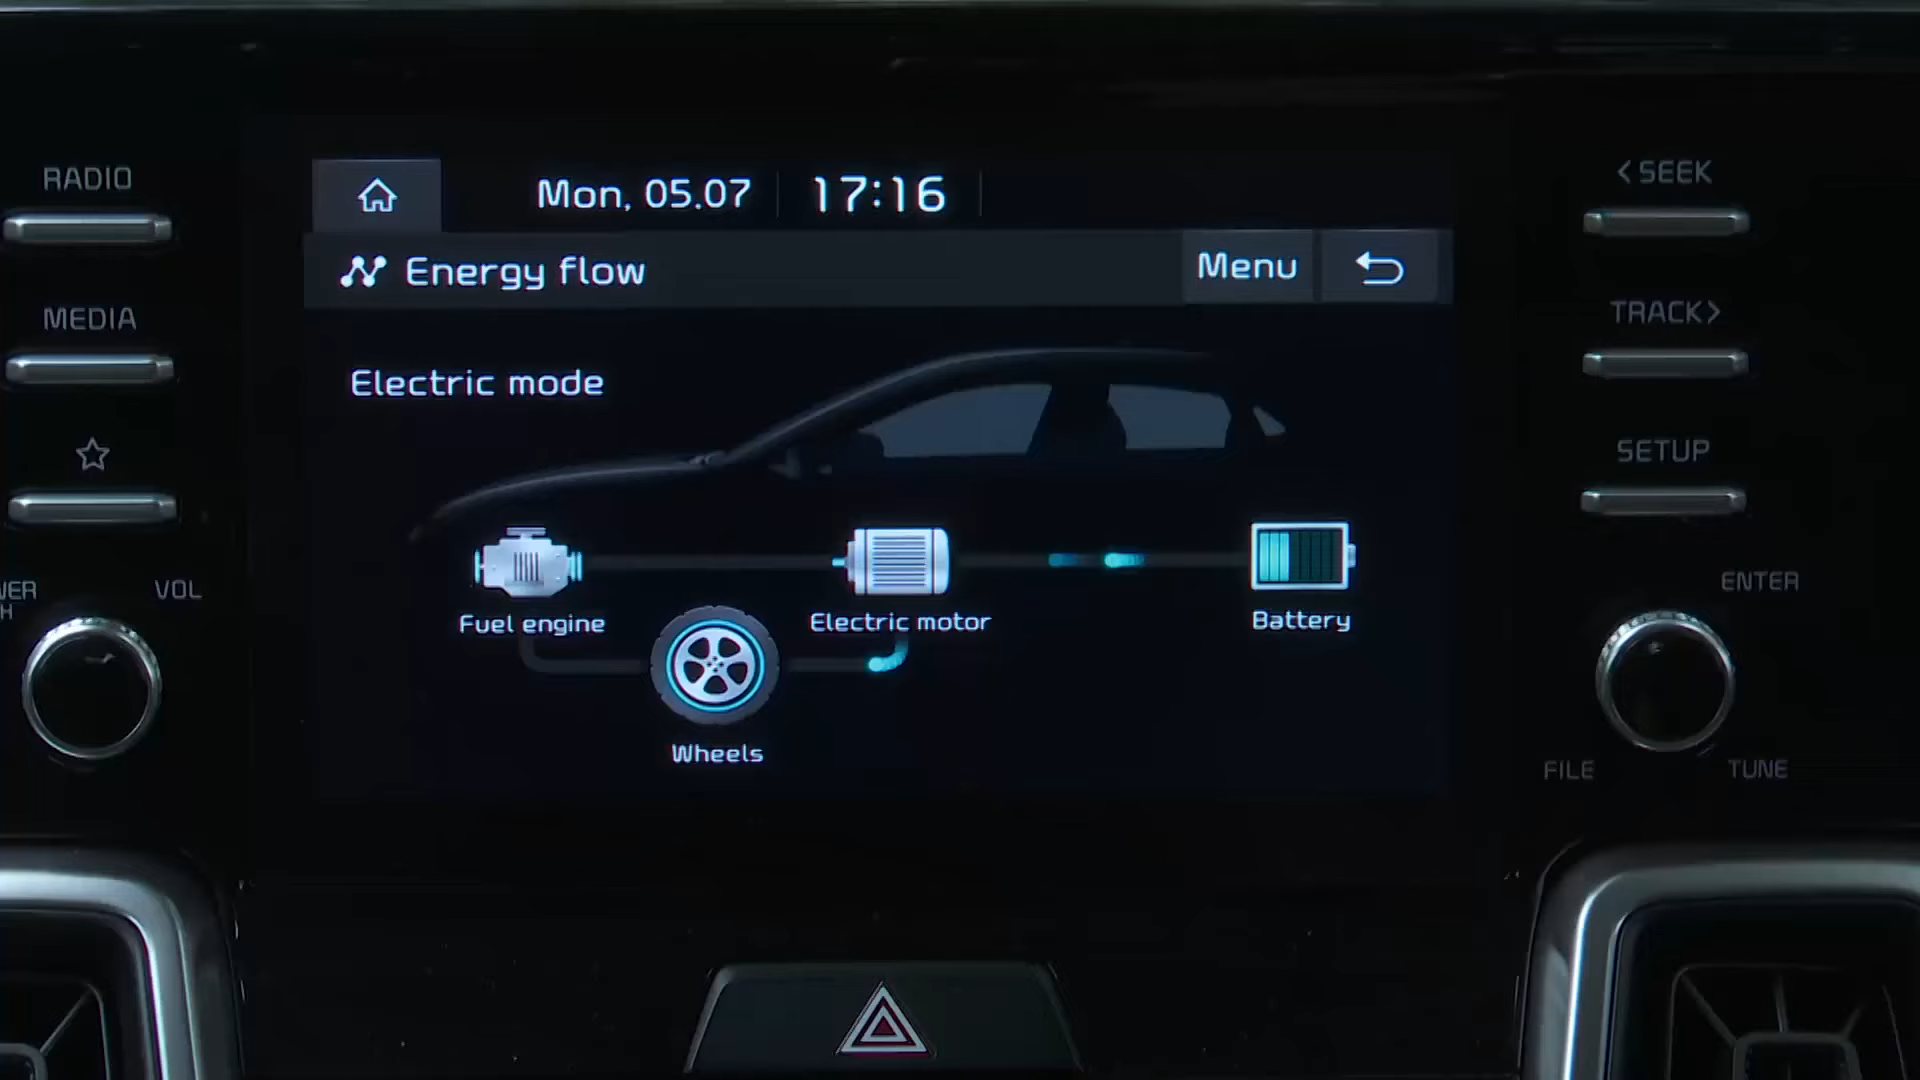 RADIO
MEDIA
VOL
Mon, 05.07 17:16
Energy flow
Menu
Electric mode
Fuel engine
Electric motor
Battery
Wheels
<SEEK
TRACK>
SETUP
ENTER
FILE
TUNE